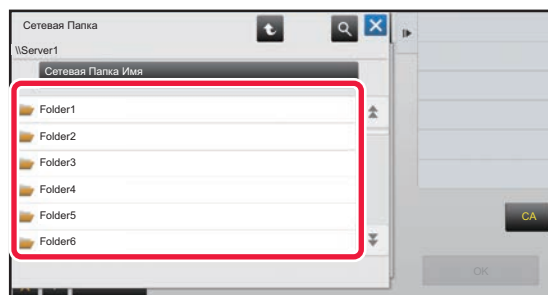 Сетевая Папка
\\Server1
Сетевая Папка Имя
Folder1
Folder2
Folder3
Folder4
Folder5
Folder6
CA
OK